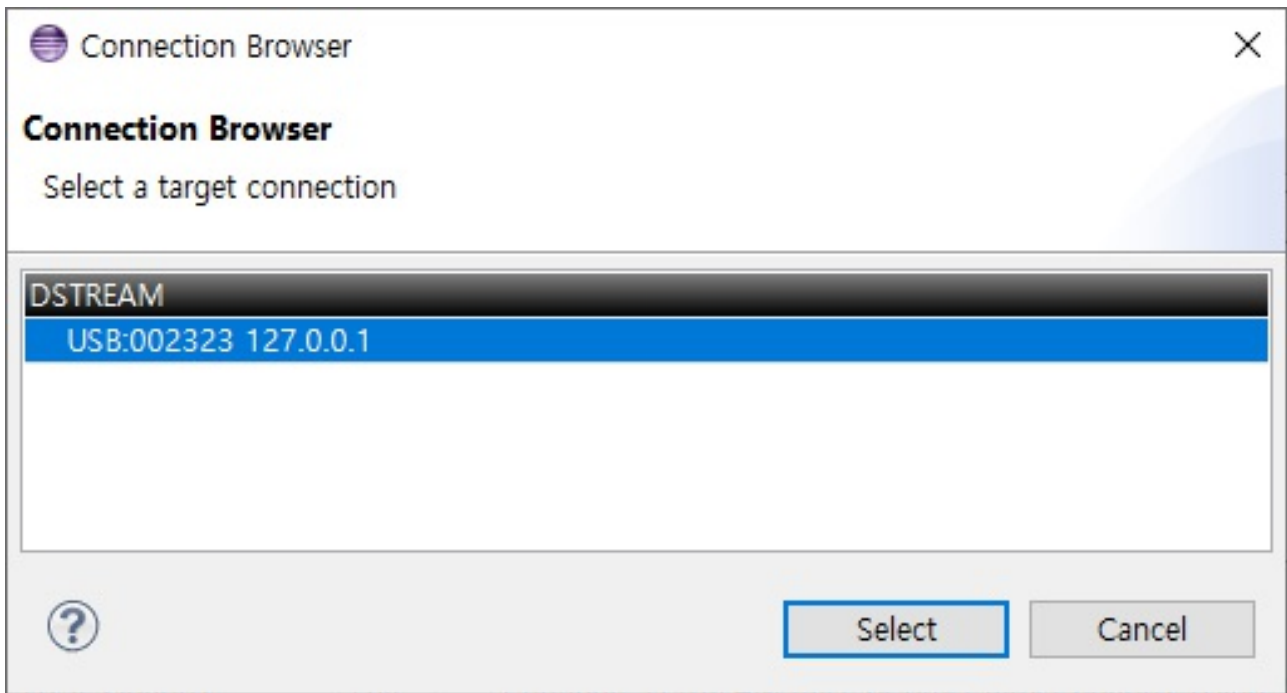 Connection Browser
Connection Browser
Select a target connection
DSTREAM
USB:002323 127.0.0.1
?
Select
Cancel